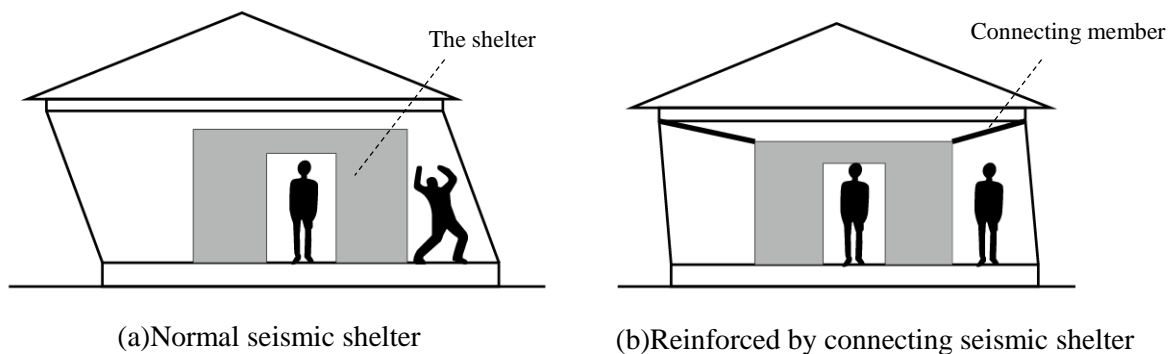 The shelter
Connecting member
(a)Normal seismic shelter
(b)Reinforced by connecting seismic shelter